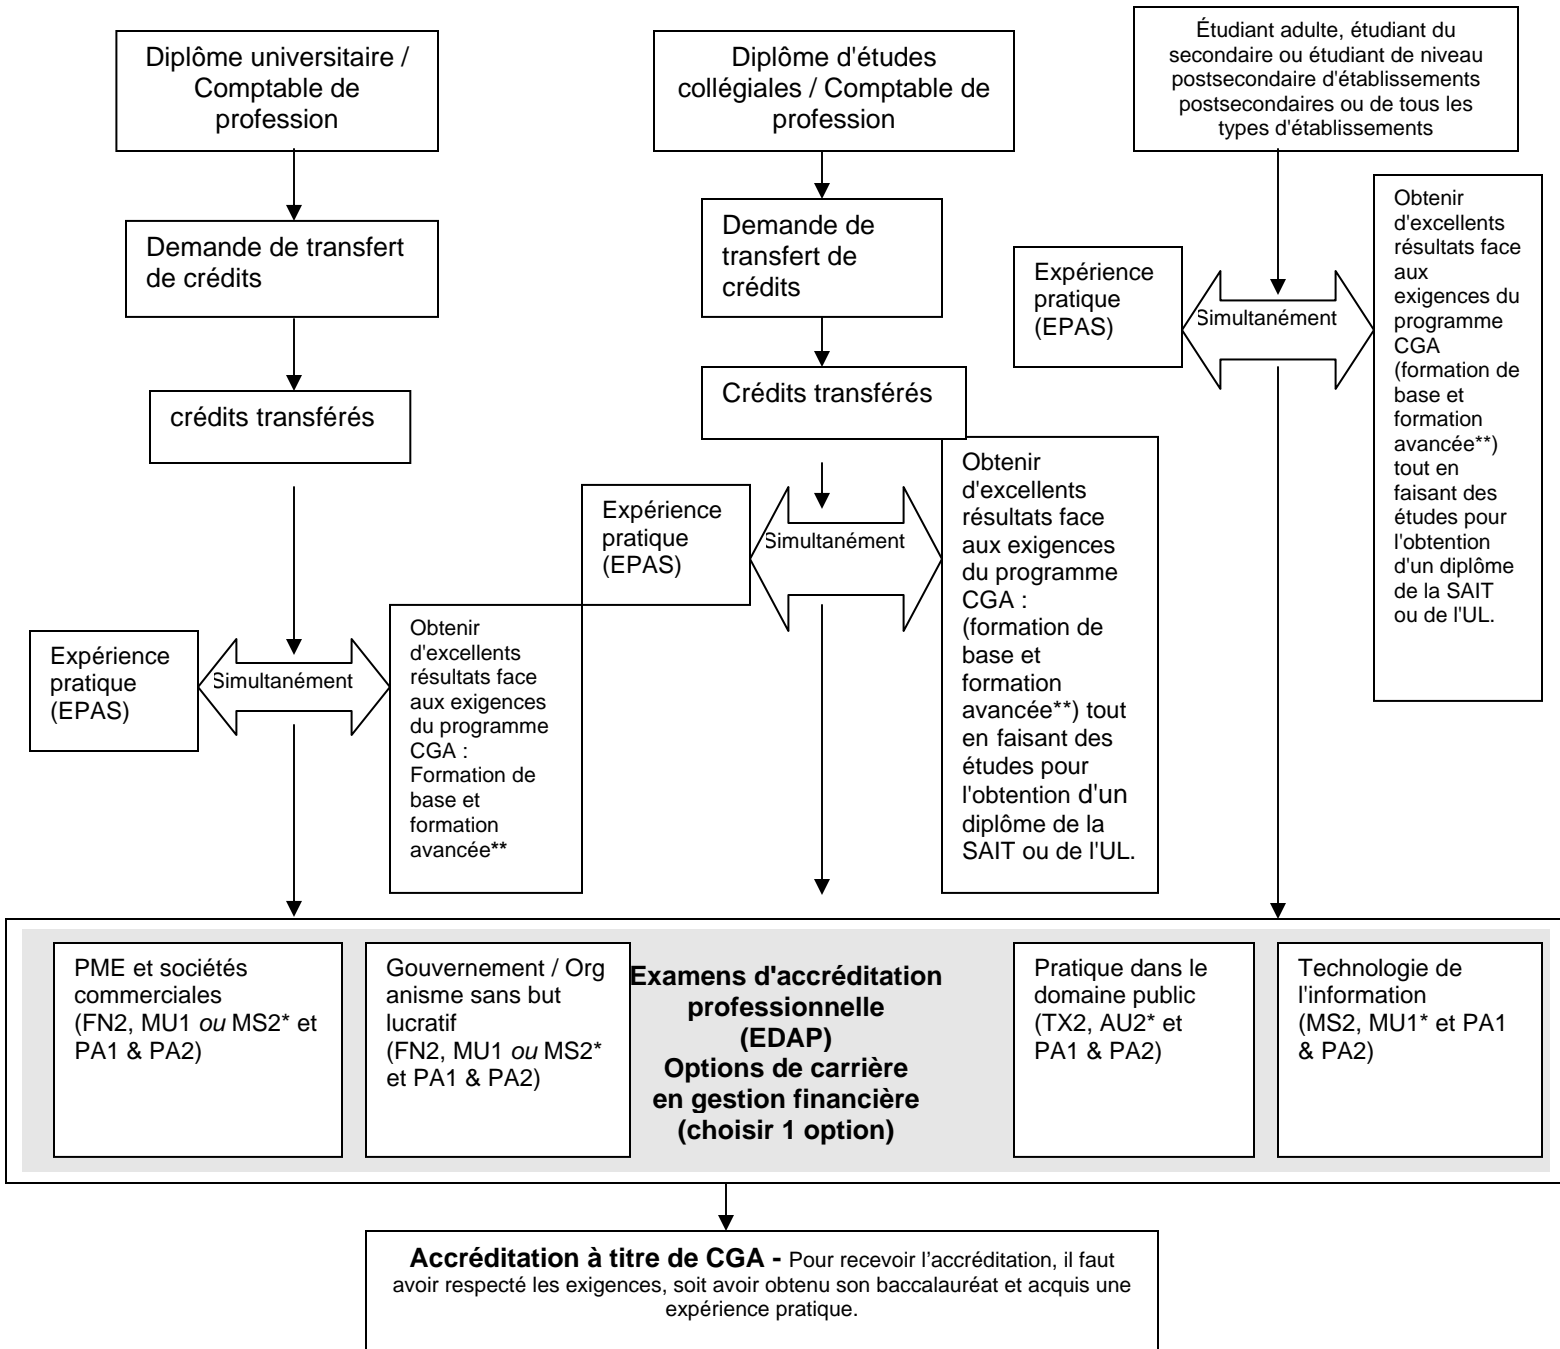 Diplôme universitaire /
Comptable de
profession
Diplôme d'études
collégiales / Comptable de
profession
Étudiant adulte, étudiant du
secondaire ou étudiant de niveau
postsecondaire d'établissements
postsecondaires ou de tous les
types d'établissements
Demande de transfert
de crédits
Demande de
transfert de
crédits
Expérience
pratique
(EPAS)
Simultanément
Obtenir
d'excellents
résultats face
aux
exigences du
programme
CGA
(formation de
base et
formation
avancée**)
tout en
faisant des
études pour
l'obtention
d'un diplôme
de la SAIT
ou de l'UL.
crédits transférés
Crédits transférés
Expérience
pratique
(EPAS)
Simultanément
Obtenir
d'excellents
résultats face
aux exigences
du programme
CGA :
(formation de
base et
formation
avancée**) tout
en faisant des
études pour
l'obtention d'un
diplôme de la
SAIT ou de l'UL.
Expérience
pratique
(EPAS)
Simultanément
Obtenir
d'excellents
résultats face
aux exigences
du programme
CGA :
Formation de
base et
formation
avancée**
PME et sociétés
commerciales
(FN2, MU1 ou MS2* et
PA1 & PA2)
Gouvernement / Org
anisme sans but
lucratif
(FN2, MU1 ou MS2*
et PA1 & PA2)
Examens d'accréditation
professionnelle
(EDAP)
Options de carrière
en gestion financière
(choisir 1 option)
Pratique dans le
domaine public
(TX2, AU2* et
PA1 & PA2)
Technologie de
l'information
(MS2, MU1* et PA1
& PA2)
Accréditation à titre de CGA - Pour recevoir l’accréditation, il faut
avoir respecté les exigences, soit avoir obtenu son baccalauréat et acquis une
expérience pratique.